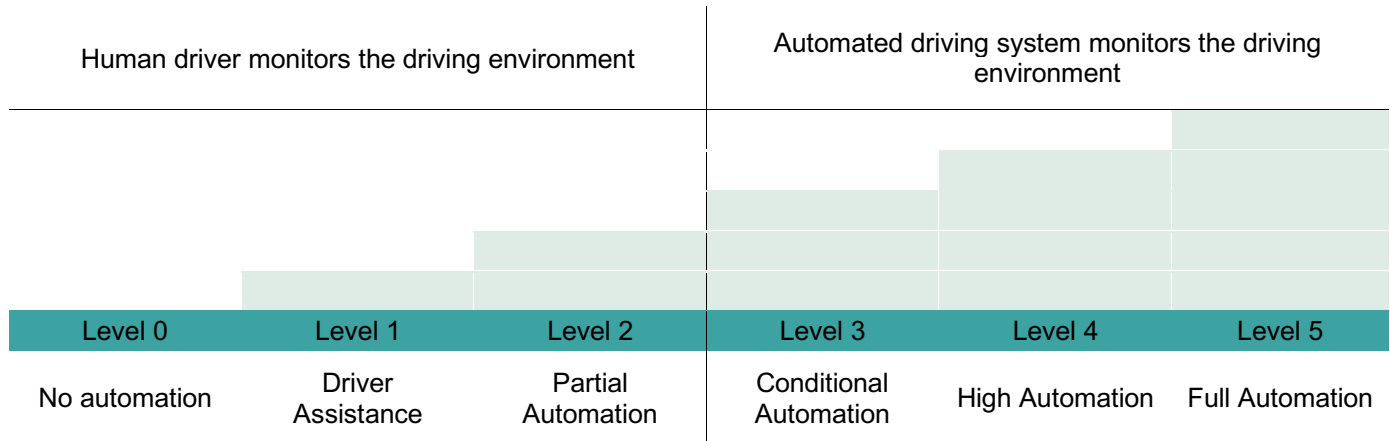 Human driver monitors the driving environment
Automated driving system monitors the driving
environment
Level 0
Level 1
Level 2
Level 3
Level 4
Level 5
No automation
Driver
Assistance
Partial
Automation
Conditional
Automation
High Automation
Full Automation